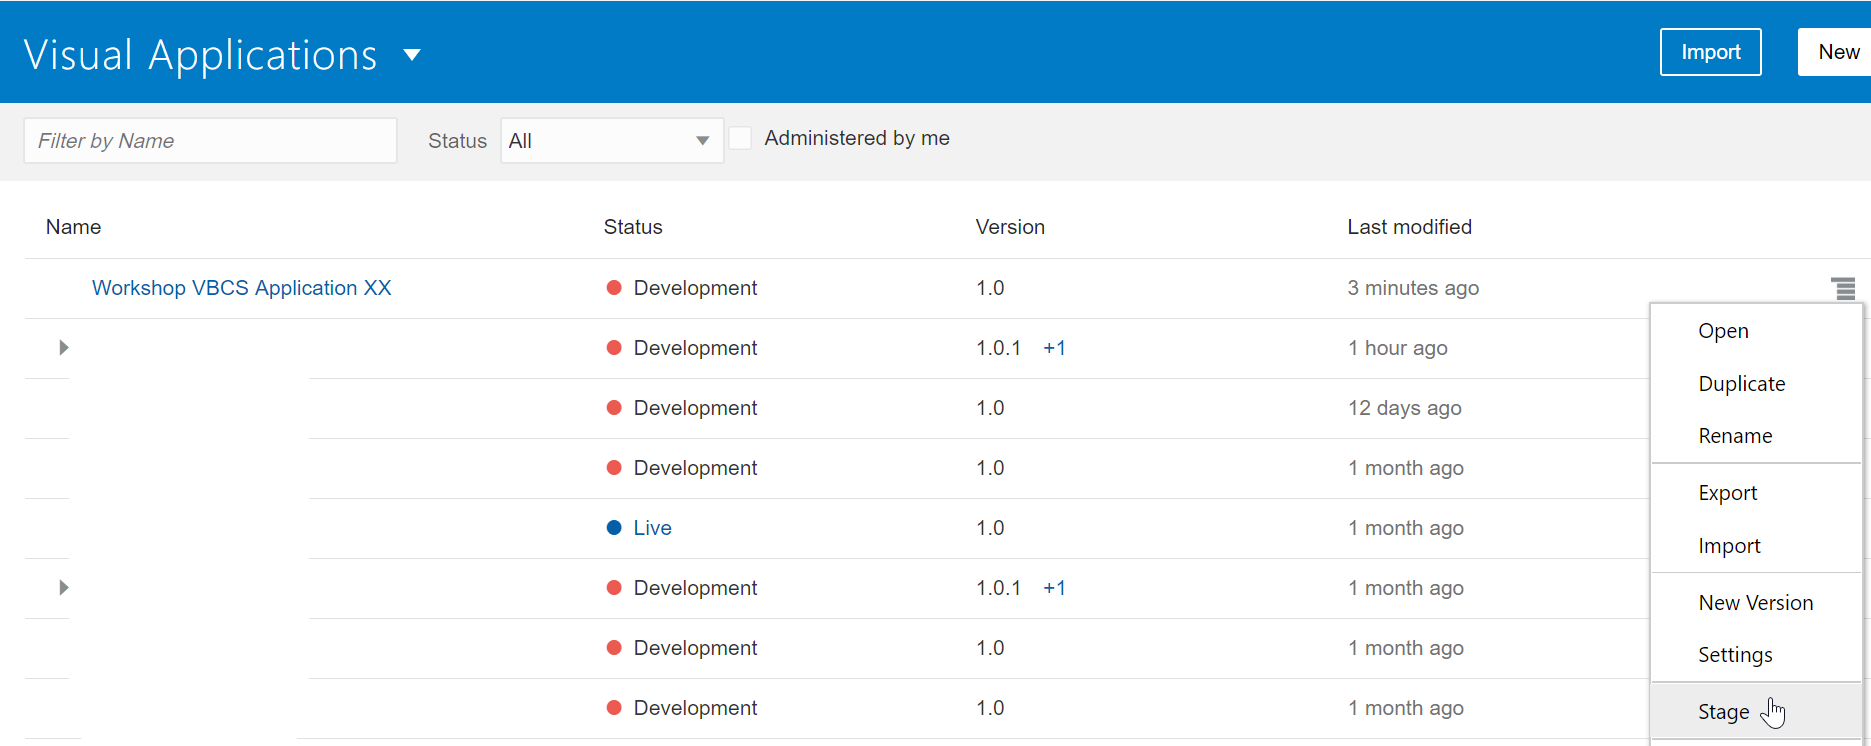 Visual Applications
Import
New
Filter by Name
Status
All
Administered by me
Name Status Version Last modified
Workshop VBCS Application XX Development 1.0 3 minutes ago
Development 1.0.1 +1 1 hour ago
Development 1.0 12 days ago
Development 1.0 1 month ago
Live 1.0 1 month ago
Development 1.0.1 +1 1 month ago
Development 1.0 1 month ago
Development 1.0 1 month ago
Open
Duplicate
Rename
Export
Import
New Version
Settings
Stage